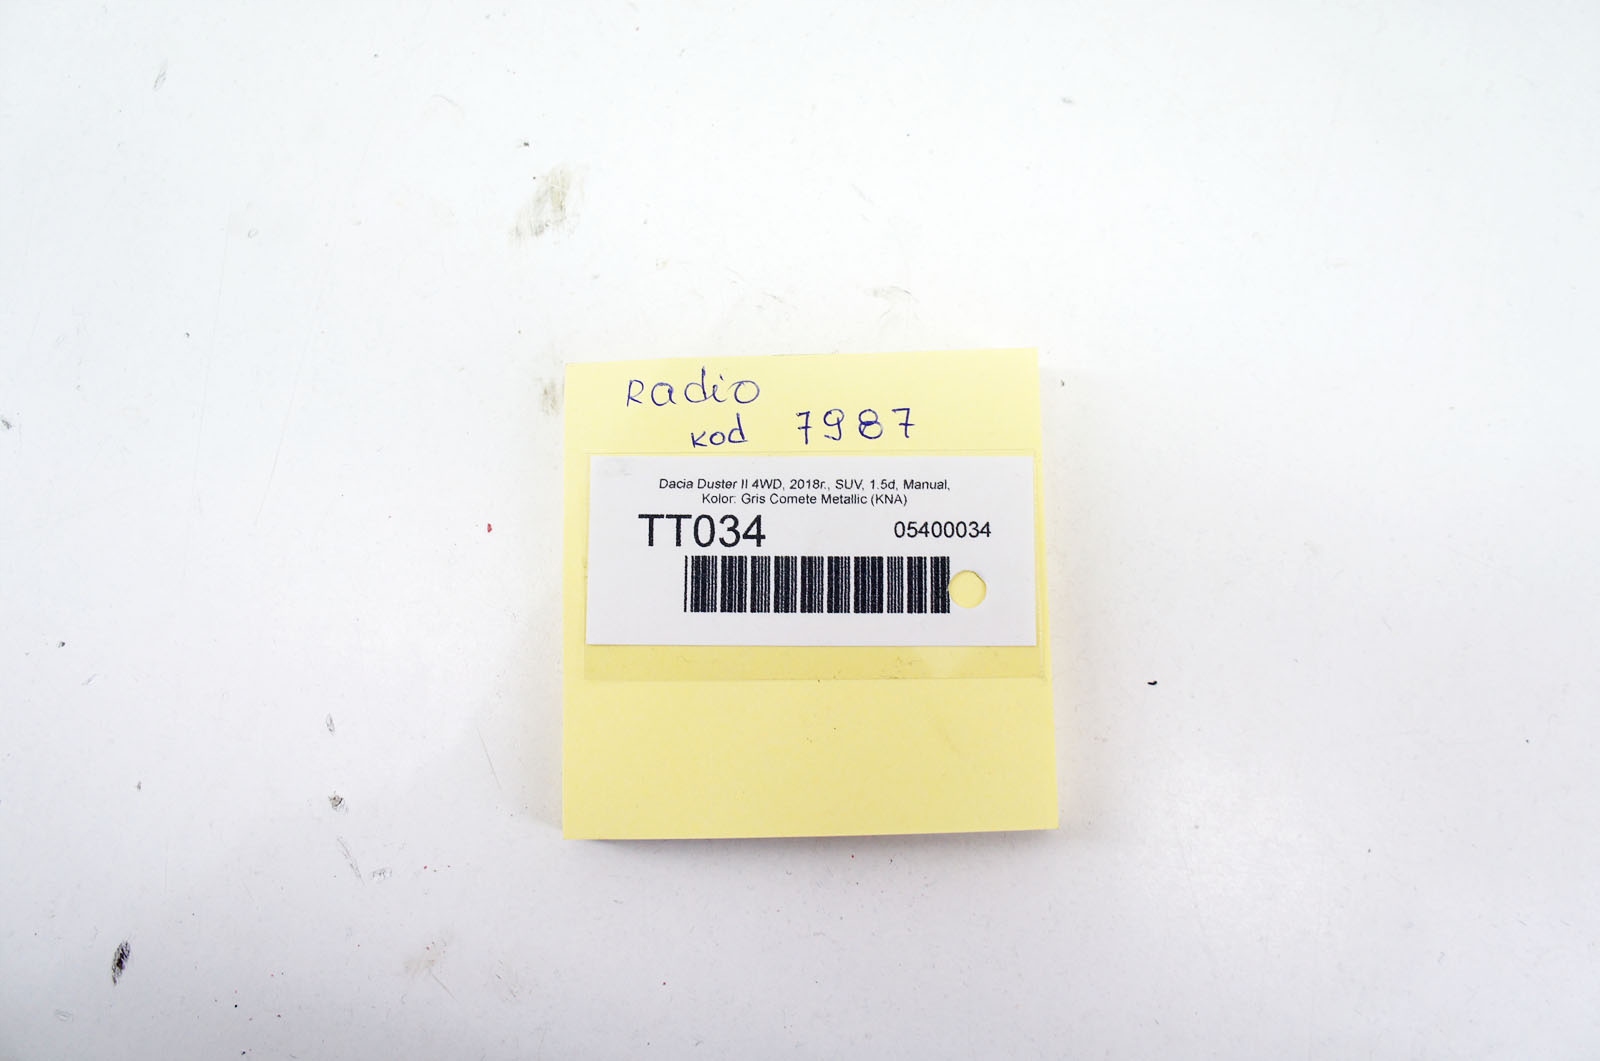 Radio
kod 7987
Dacia Duster II 4WD, 2018r., SUV, 1.5d, Manual,
Kolor: Gris Comete Metallic (KNA)
TT034 05400034